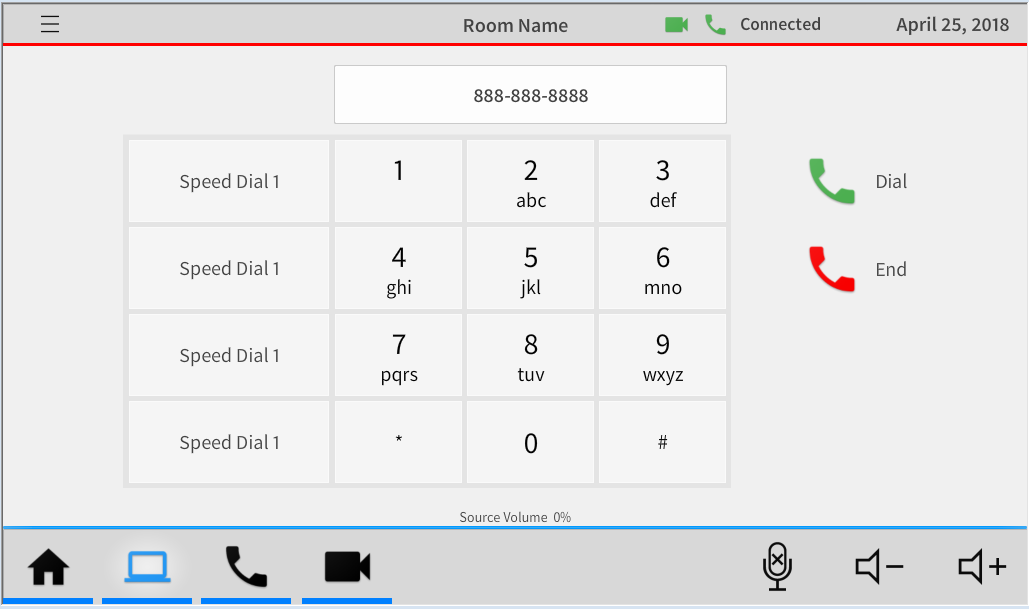 Room Name
Connected
April 25, 2018
888-888-8888
Speed Dial 1
1
2
abc
3
def
Dial
Speed Dial 1
4
ghi
5
jkl
6
mno
End
Speed Dial 1
7
pqrs
8
tuv
9
wxyz
Speed Dial 1
*
0
#
Source Volume 0%